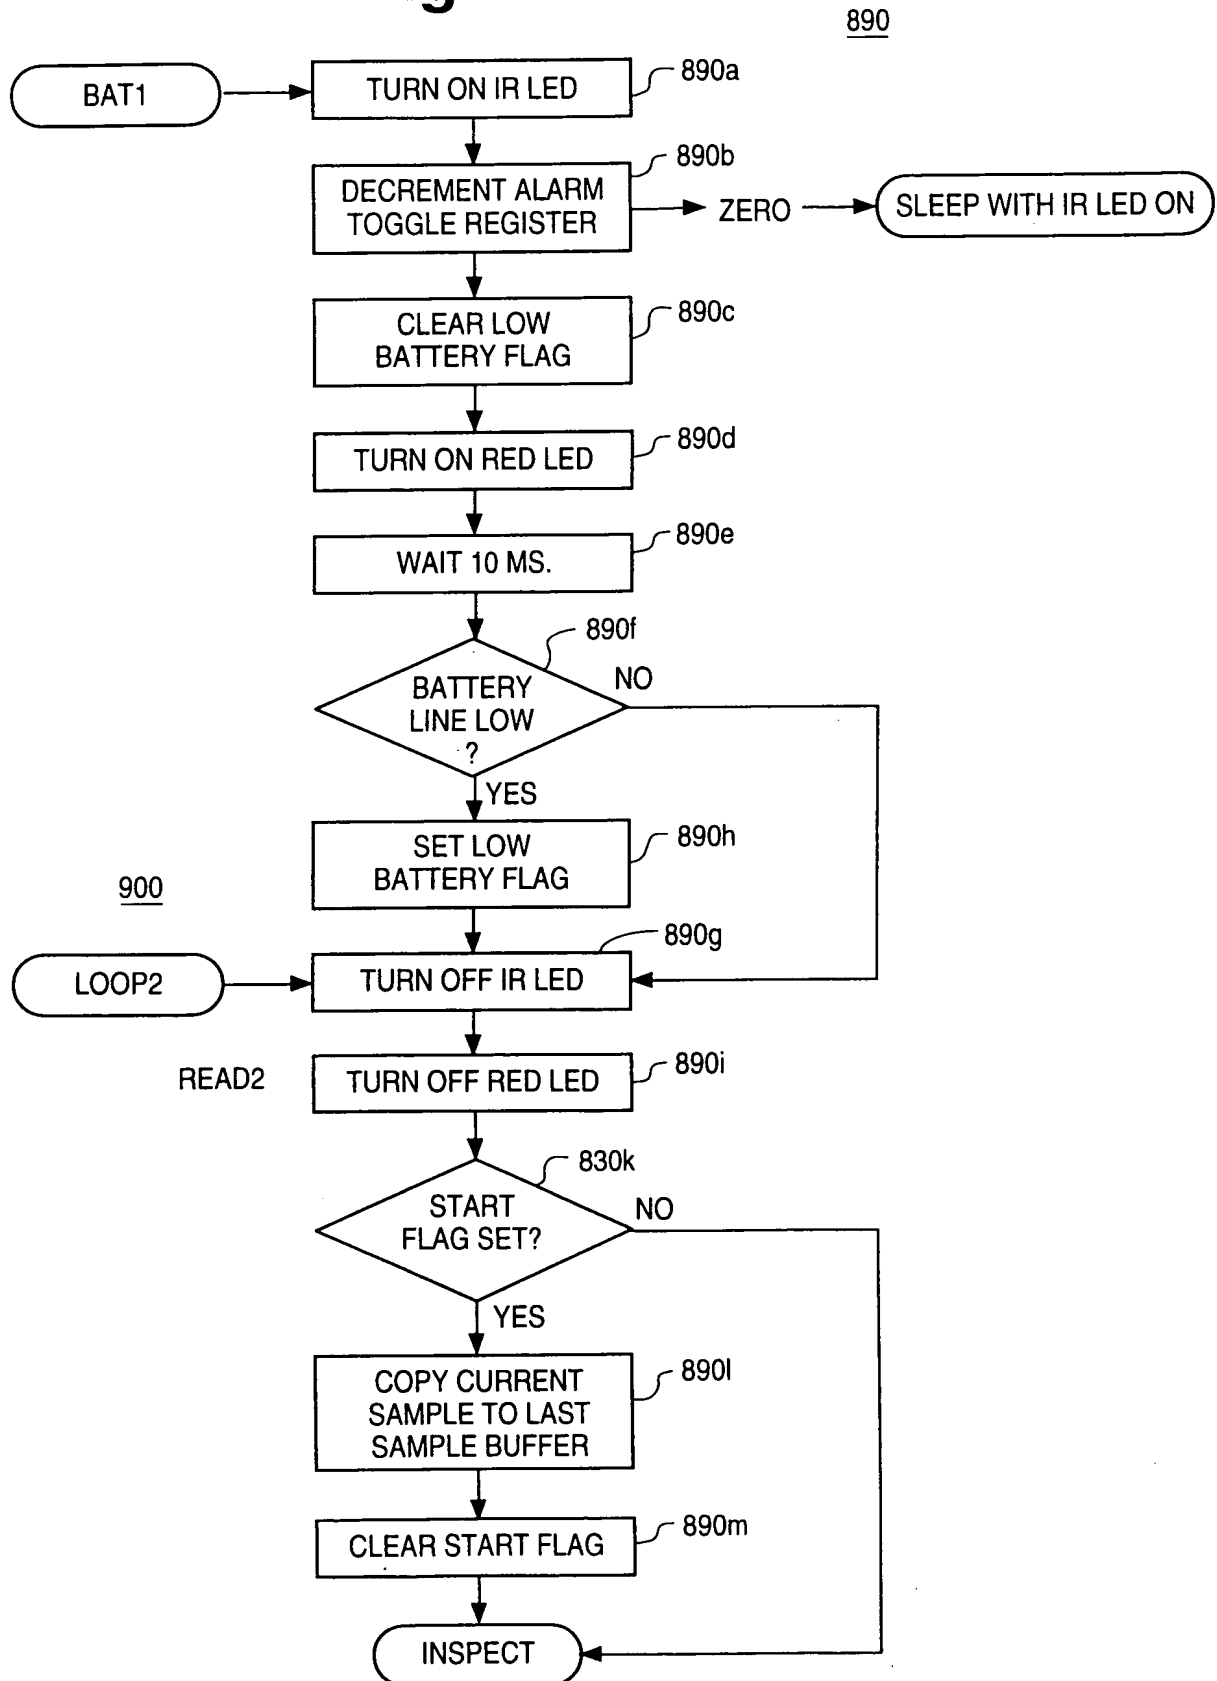 890
BAT1
TURN ON IR LED
890a
DECREMENT ALARM
TOGGLE REGISTER
890b
ZERO
SLEEP WITH IR LED ON
CLEAR LOW
BATTERY FLAG
890c
TURN ON RED LED
890d
WAIT 10 MS.
890e
890f
BATTERY
LINE LOW
?
NO
YES
SET LOW
BATTERY FLAG
890h
900
LOOP2
TURN OFF IR LED
890g
READ2
TURN OFF RED LED
890i
830k
START
FLAG SET?
NO
YES
COPY CURRENT
SAMPLE TO LAST
SAMPLE BUFFER
890l
CLEAR START FLAG
890m
INSPECT